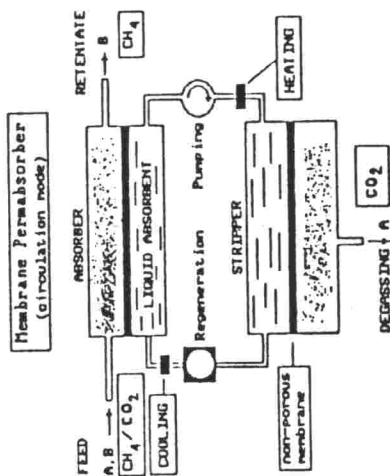 Membrane Permabsorber
(circulation mode)
FEED
A,B
CH4/CO2
ABSORBER
RETENTATE
B
CH4
LIQUID ABSORBENT
COOLING
Regeneration
Pumping
HEATING
STRIPPER
non-porous
membrane
CO2
DEGASSING A